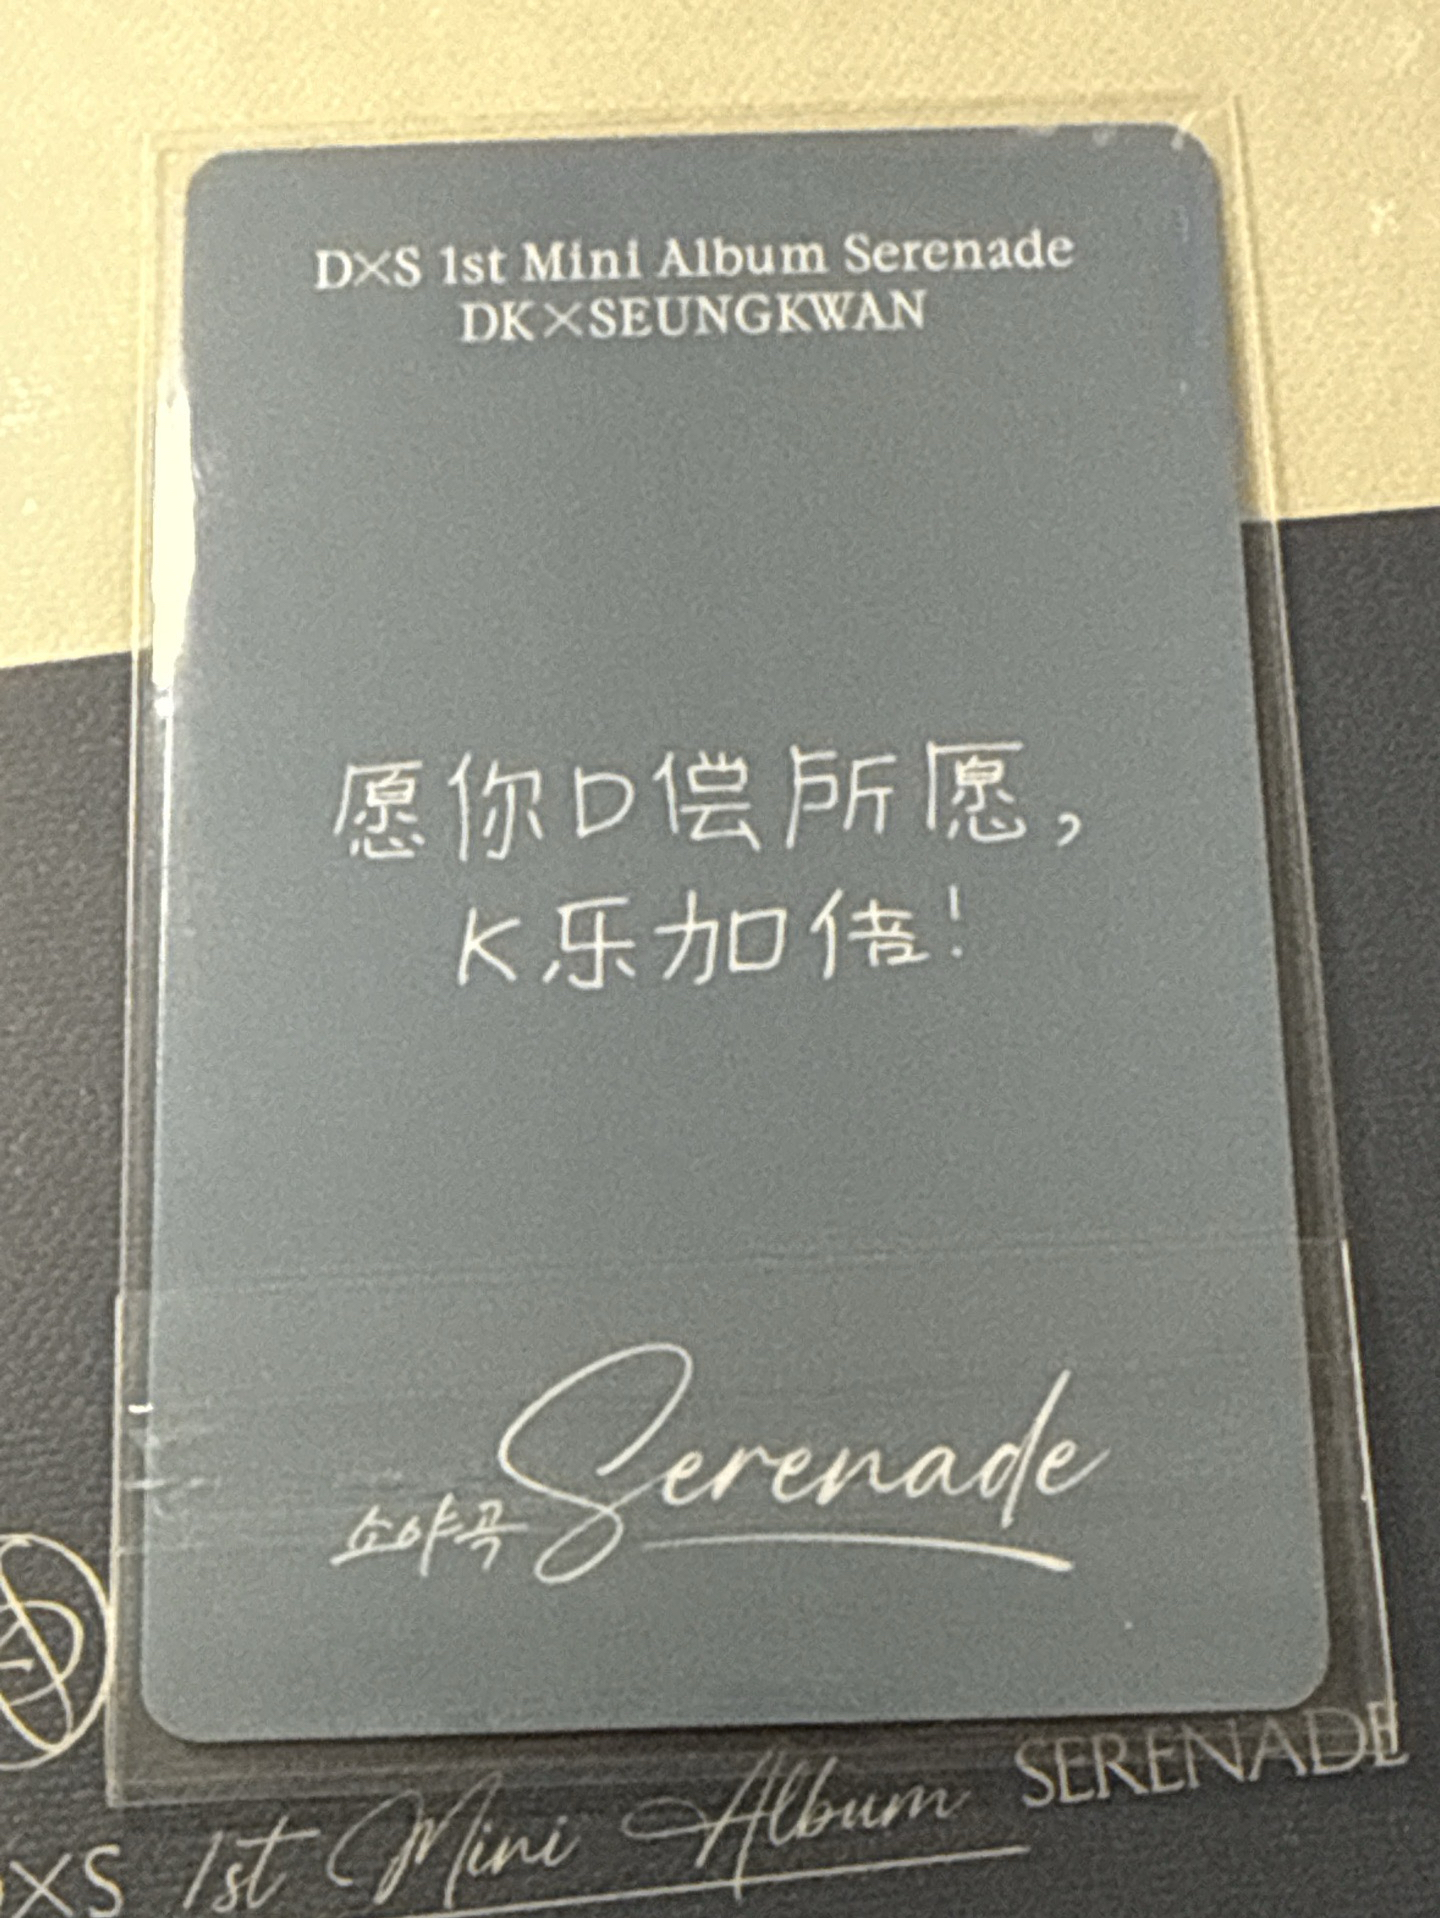 D×S 1st Mini Album Serenade
DK×SEUNGKWAN
愿你D偿所愿，
K乐加倍！
소야곡 Serenade
SERENADE
D×S 1st Mini Album